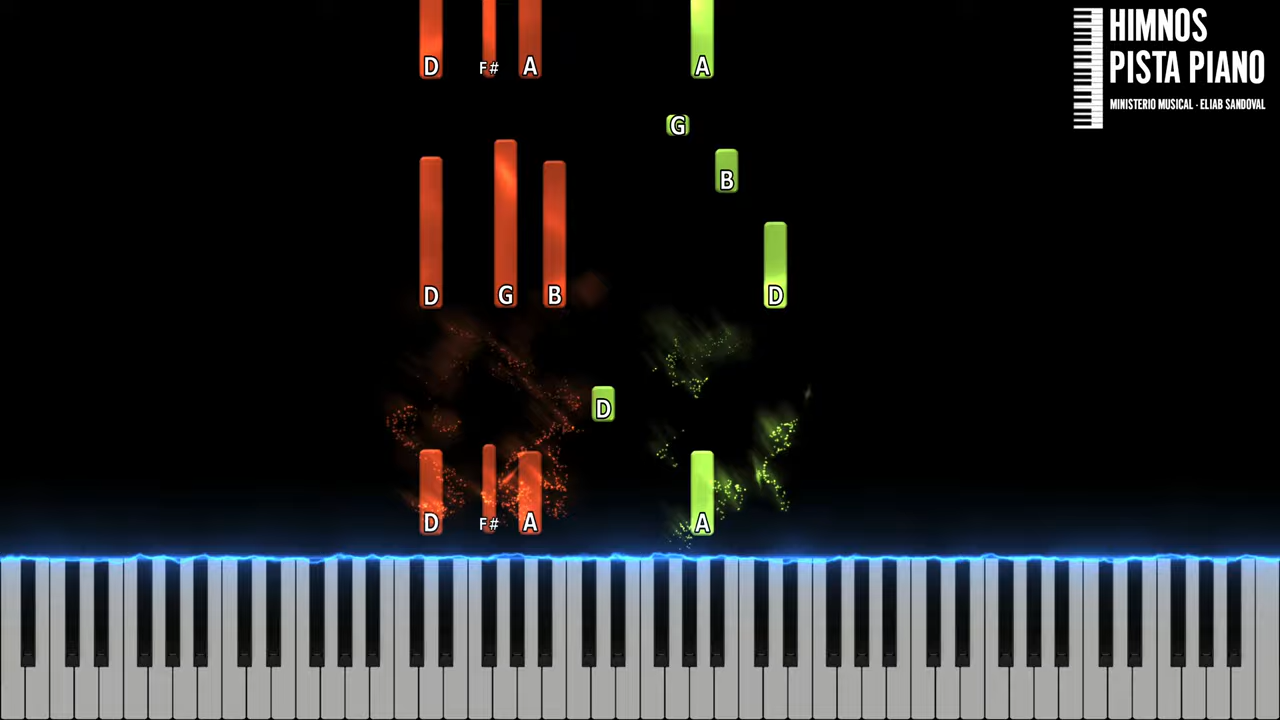 HIMNOS
PISTA PIANO
MINISTERIO MUSICAL - ELIAB SANDOVAL
D F# A A
G
B
D G B D
D
D F# A A